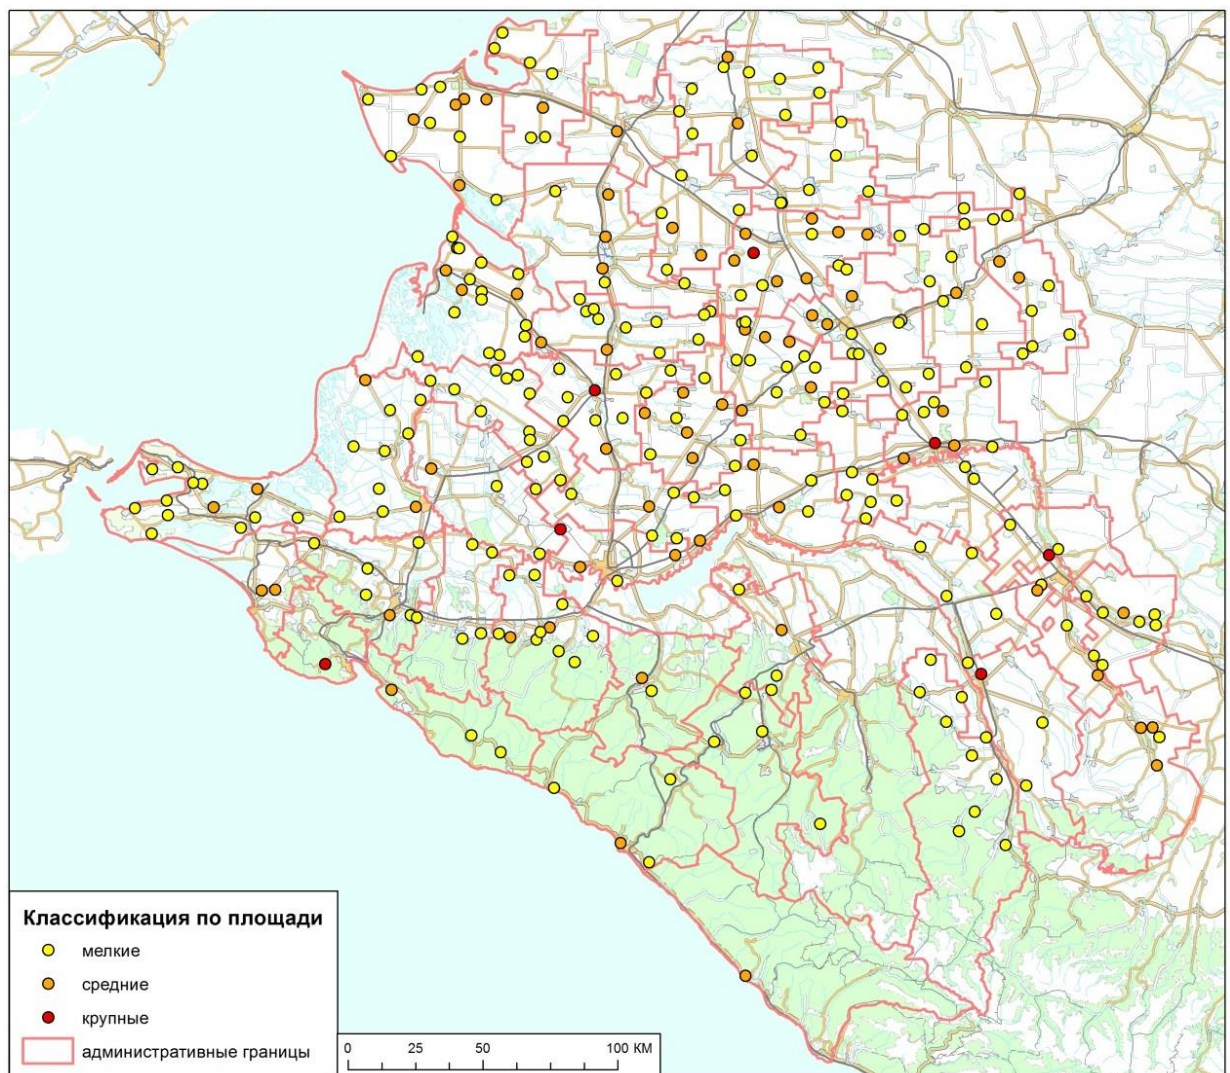 Классификация по площади
мелкие
средние
крупные
административные границы
0 25 50 100 КМ